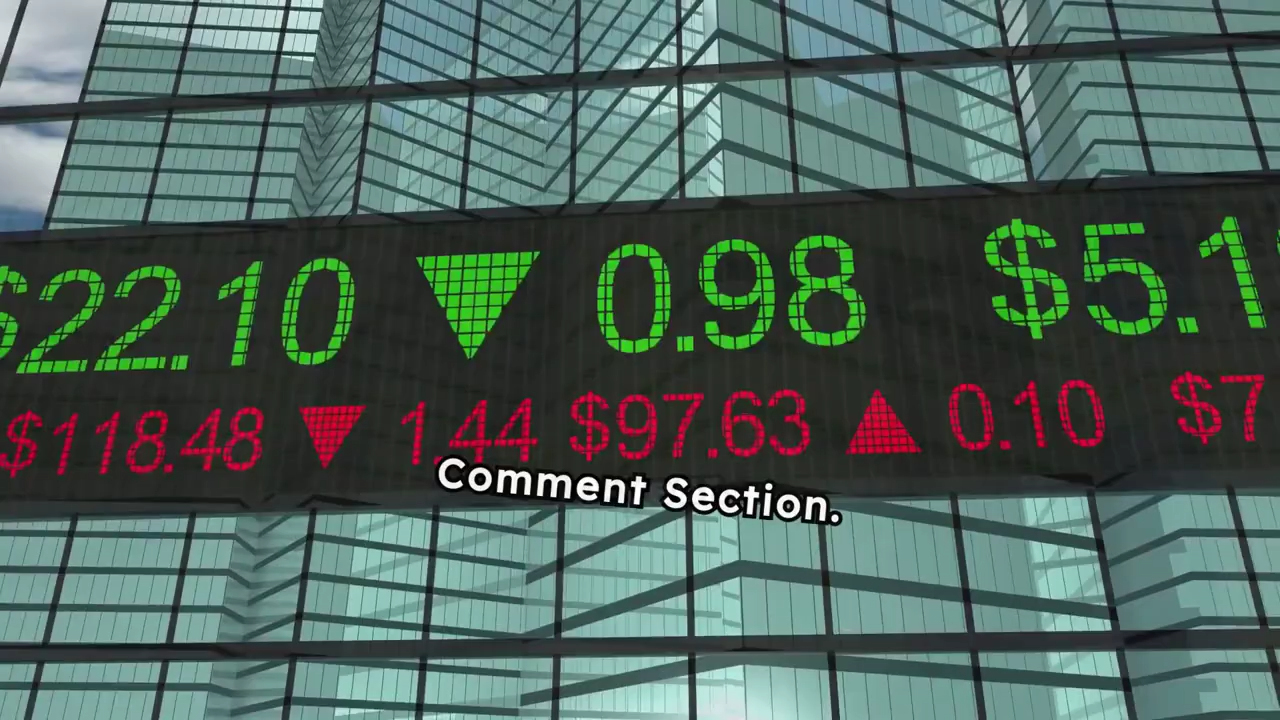 $22.10 ▼ 0.98 $5.1
$118.48 ▼ 1.44 $97.63 ▲ 0.10 $7
Comment Section.